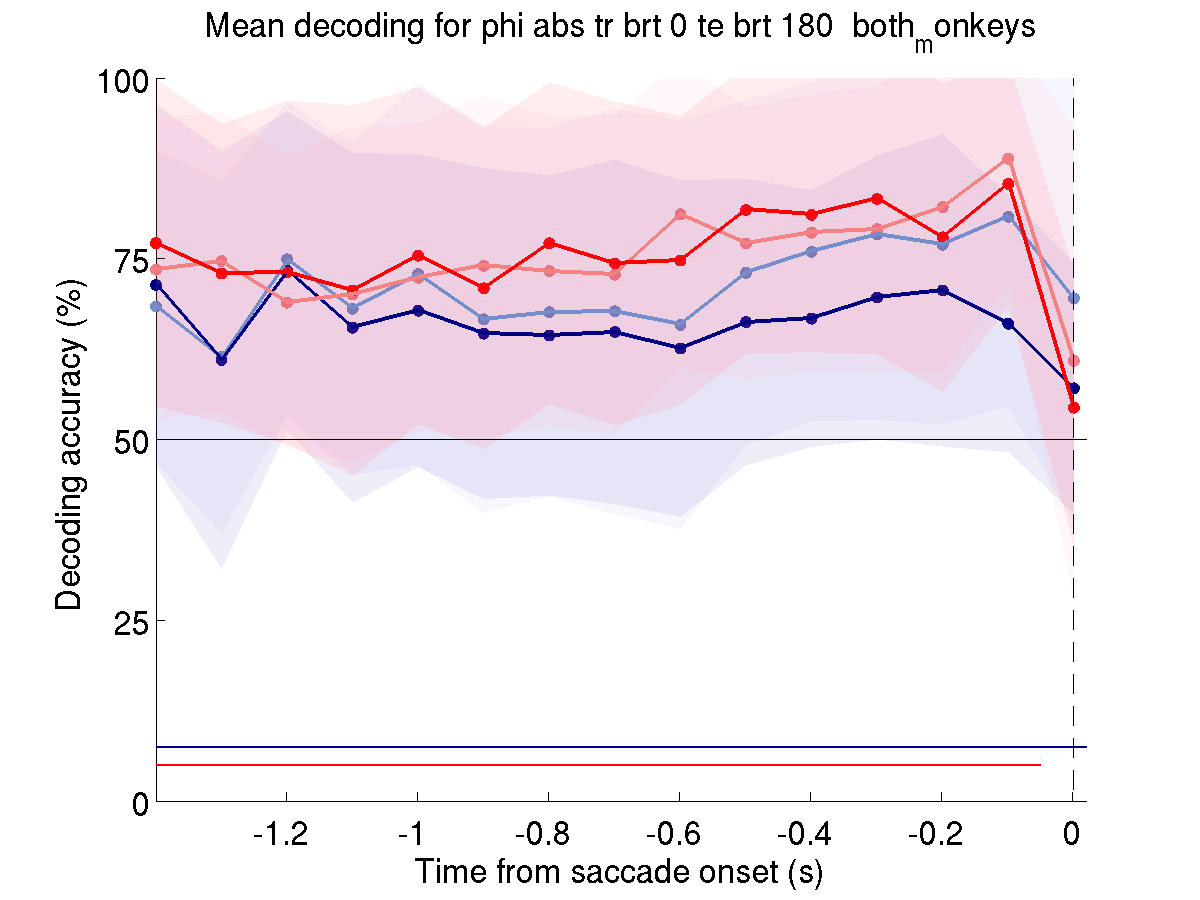 Mean decoding for phi abs tr brt 0 te brt 180 both_monkeys
100
75
50
25
0
Decoding accuracy (%)
-1.2 -1 -0.8 -0.6 -0.4 -0.2 0
Time from saccade onset (s)